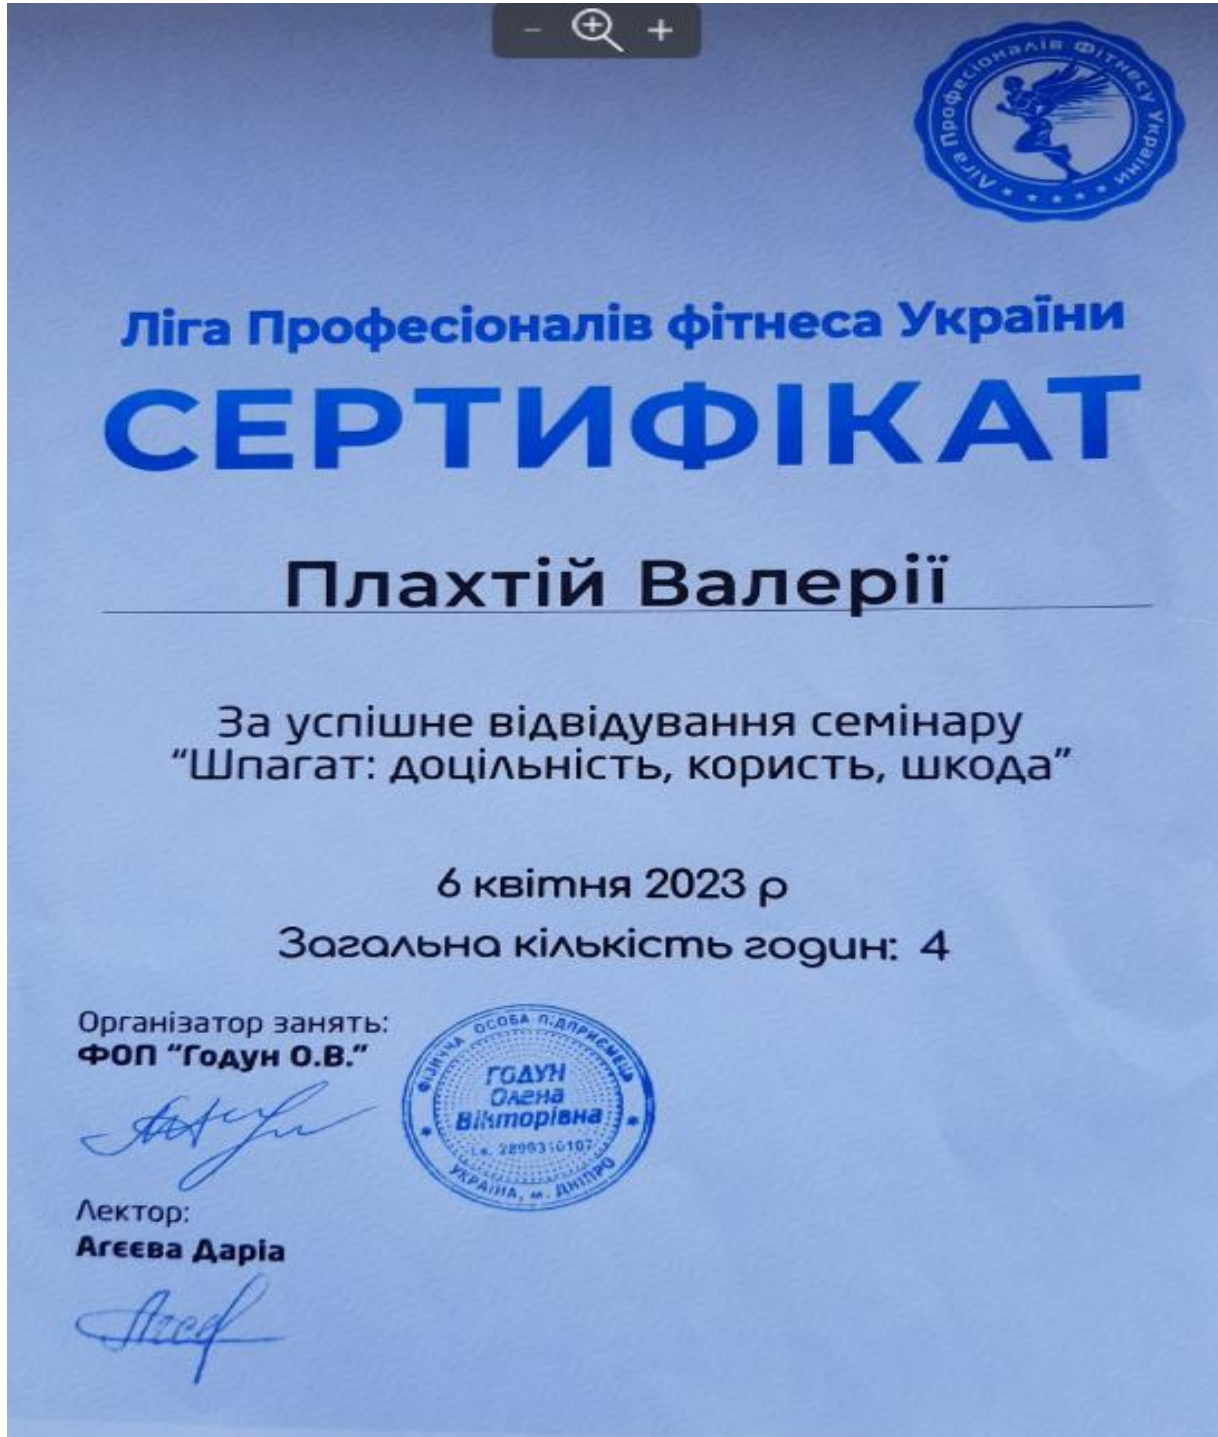 Ліга Професіоналів Фітнесу України
Ліга Професіоналів фітнеса України
СЕРТИФІКАТ
Плахтій Валерії
За успішне відвідування семінару
“Шпагат: доцільність, користь, шкода”
6 квітня 2023 р
Загальна кількість годин: 4
Організатор занять:
ФОП “Годун О.В.”
ФІЗИЧНА ОСОБА ПІДПРИЄМЕЦЬ
ГОДУН
Олена
Вікторівна
УКРАЇНА, м. ДНІПРО
Лектор:
Агєєва Даріа